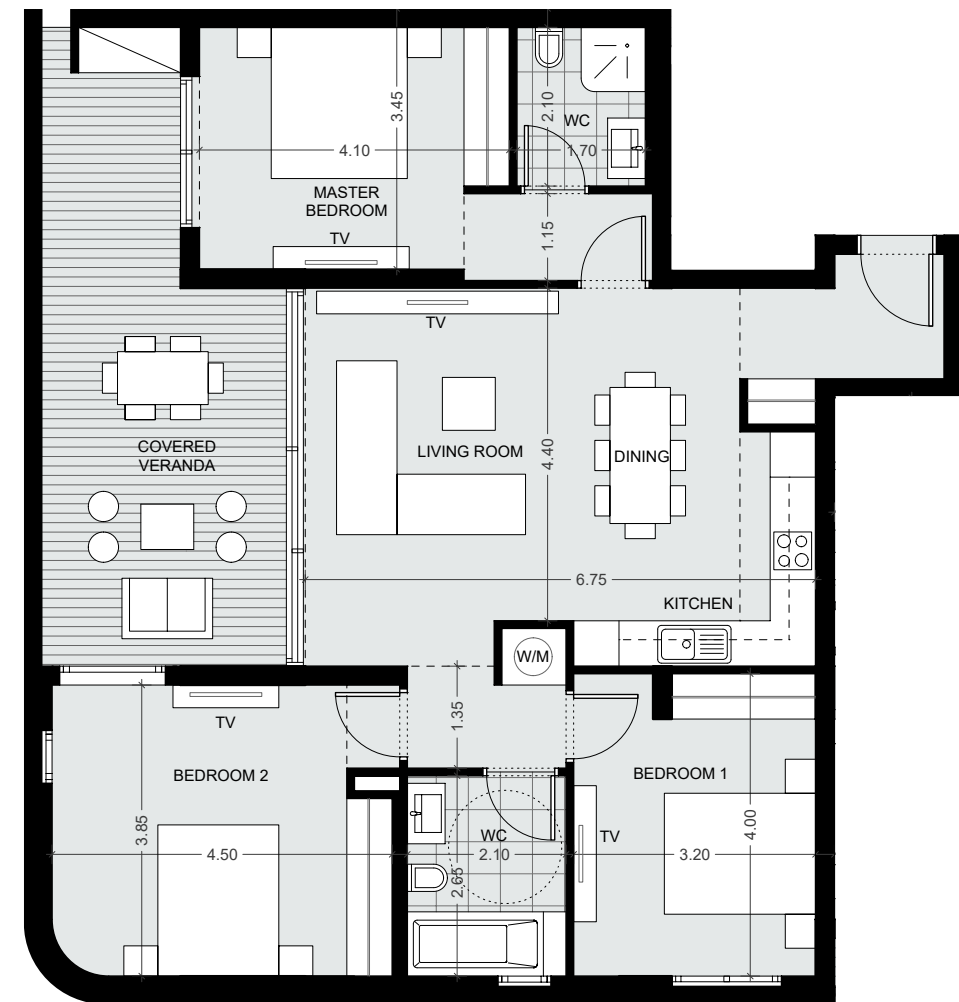 2.10
3.45
WC
4.10
1.70
MASTER
BEDROOM
TV
1.15
TV
COVERED
VERANDA
LIVING ROOM
4.40
DINING
6.75
KITCHEN
W/M
1.35
TV
BEDROOM 2
BEDROOM 1
3.85
4.00
WC
TV
4.50
2.10
3.20
2.65